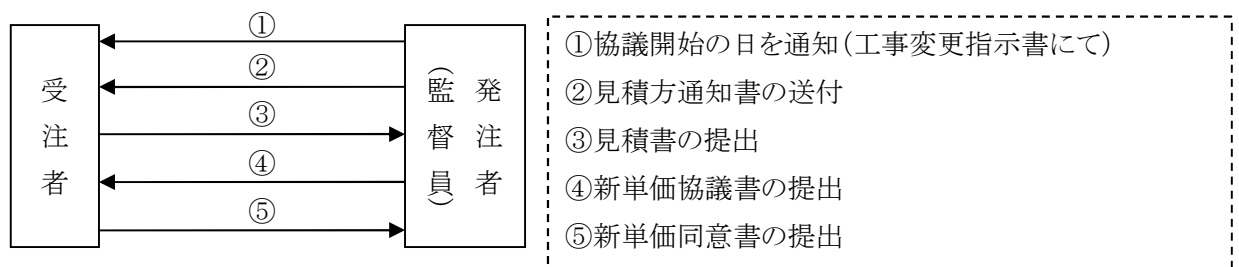 受注者
①
②
③
④
⑤
発注者
（監督員）
①協議開始の日を通知（工事変更指示書にて）
②見積方通知書の送付
③見積書の提出
④新単価協議書の提出
⑤新単価同意書の提出